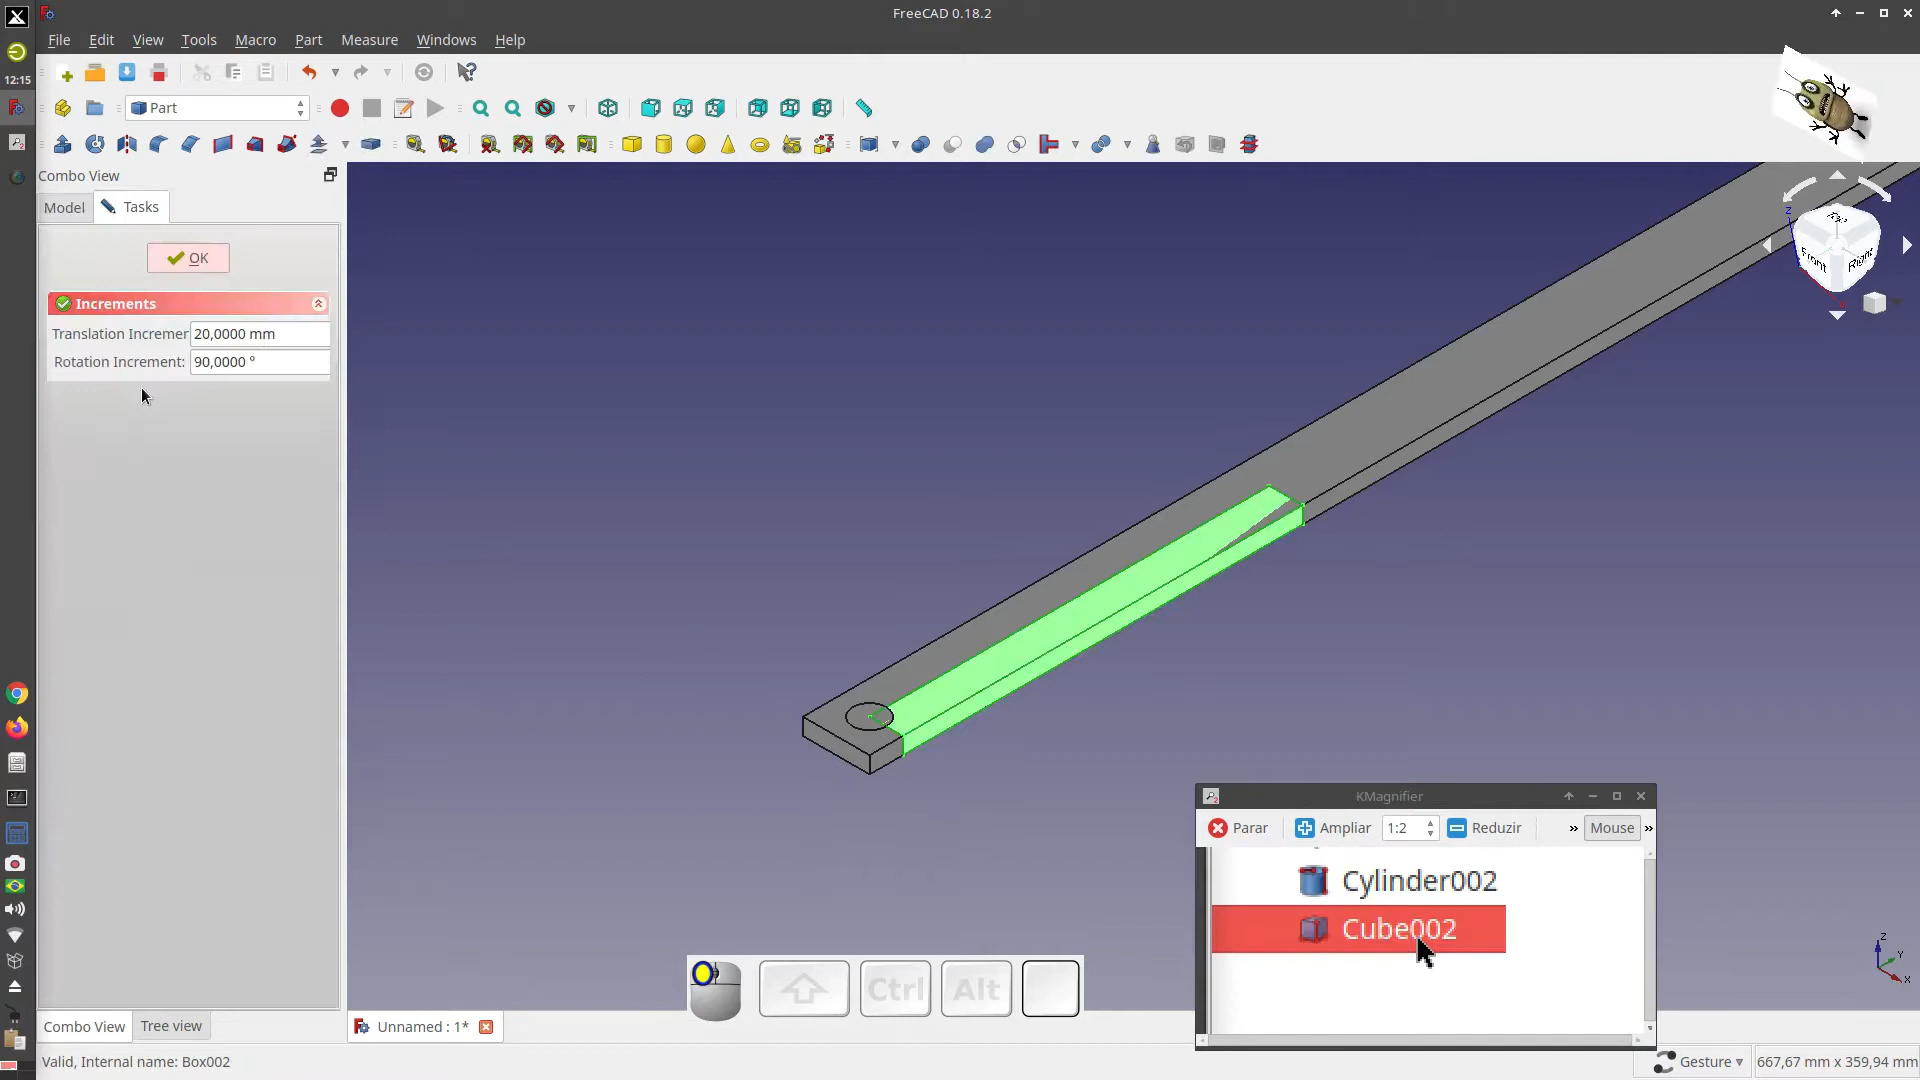 FreeCAD 0.18.2
File Edit View Tools Macro Part Measure Windows Help
12:15
Part
Combo View
Model Tasks
OK
Increments
Translation Incremer 20,0000 mm
Rotation Increment: 90,0000 °
Top
Front Right
Z
X
KMagnifier
Parar Ampliar 1:2 Reduzir » Mouse »
Cylinder002
Cube002
Ctrl Alt
Z
Y
X
Combo View Tree view
Unnamed : 1*
Valid, Internal name: Box002
Gesture 667,67 mm x 359,94 mm